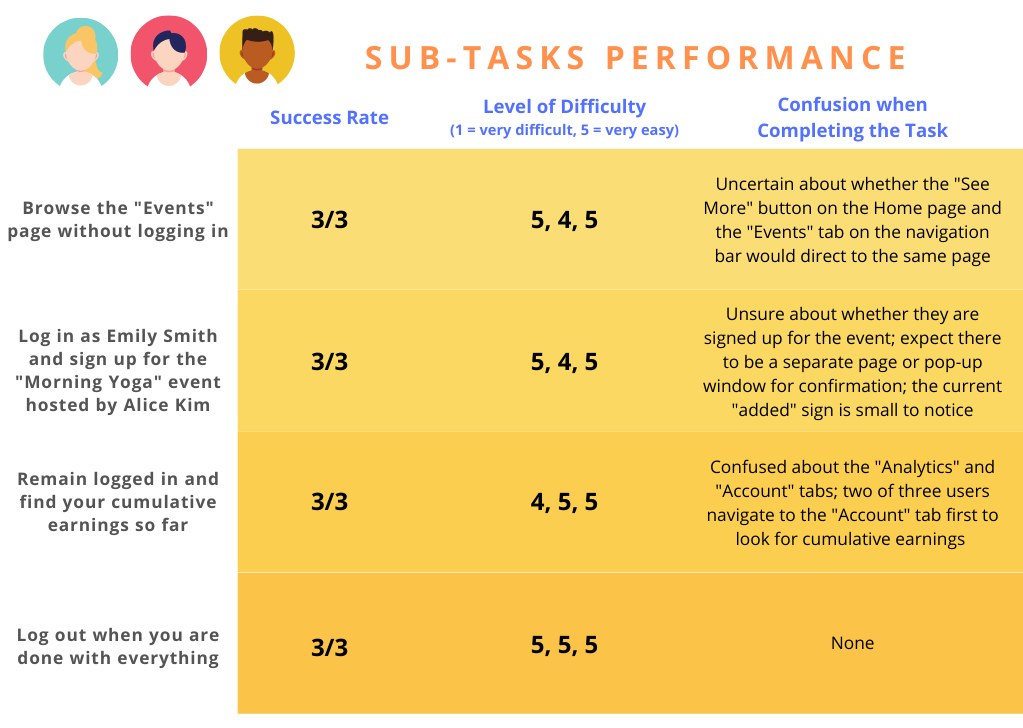 SUB-TASKS PERFORMANCE
Success Rate
Level of Difficulty
(1 = very difficult, 5 = very easy)
Confusion when
Completing the Task
Browse the "Events"
page without logging in
3/3
5, 4, 5
Uncertain about whether the "See
More" button on the Home page and
the "Events" tab on the navigation
bar would direct to the same page
Log in as Emily Smith
and sign up for the
"Morning Yoga" event
hosted by Alice Kim
3/3
5, 4, 5
Unsure about whether they are
signed up for the event; expect there
to be a separate page or pop-up
window for confirmation; the current
"added" sign is small to notice
Remain logged in and
find your cumulative
earnings so far
3/3
4, 5, 5
Confused about the "Analytics" and
"Account" tabs; two of three users
navigate to the "Account" tab first to
look for cumulative earnings
Log out when you are
done with everything
3/3
5, 5, 5
None